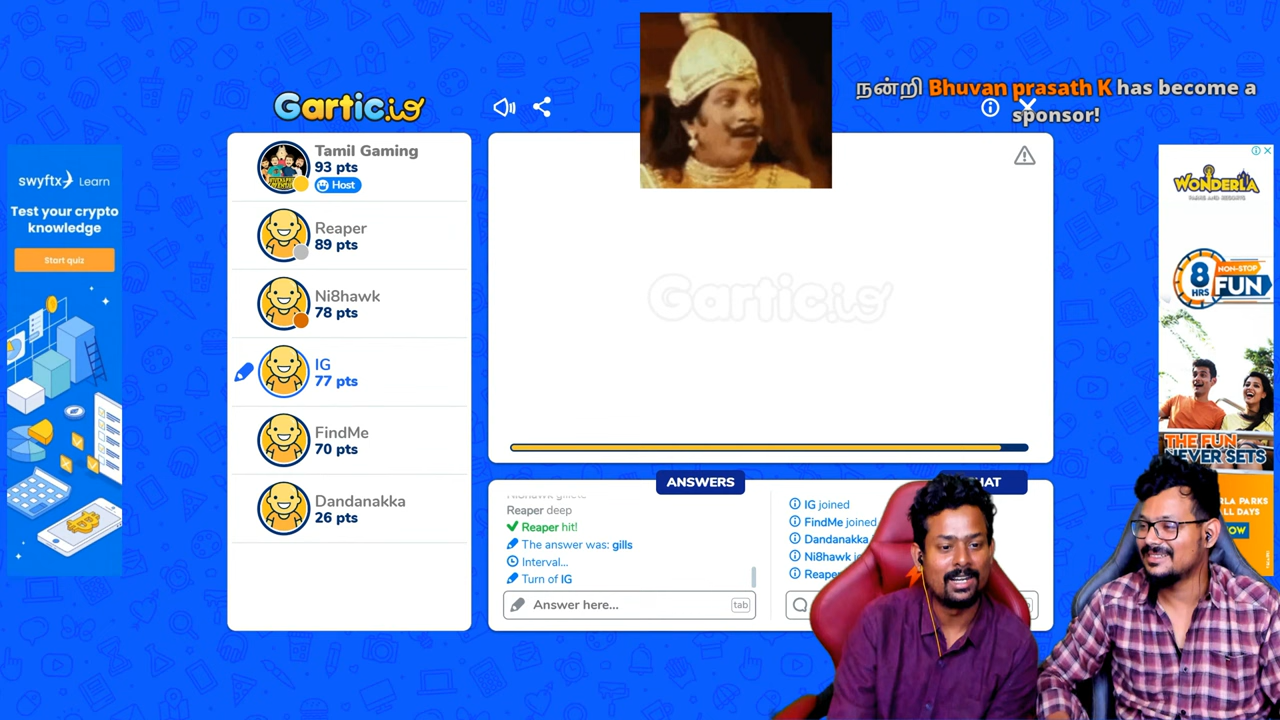 நன்றி Bhuvan prasath K has become a
sponsor!
Gartic.io
Tamil Gaming
93 pts
Host
Reaper
89 pts
Ni8hawk
78 pts
IG
77 pts
FindMe
70 pts
Dandanakka
26 pts
swyftx Learn
Test your crypto
knowledge
Start quiz
Gartic.io
ANSWERS
Reaper deep
Reaper hit!
The answer was: gills
Interval...
Turn of IG
Answer here...
tab
IG joined
FindMe joined
Dandanakka
Ni8hawk
WONDERLA
8 HRS
NON-STOP
FUN
THE FUN
NEVER SETS